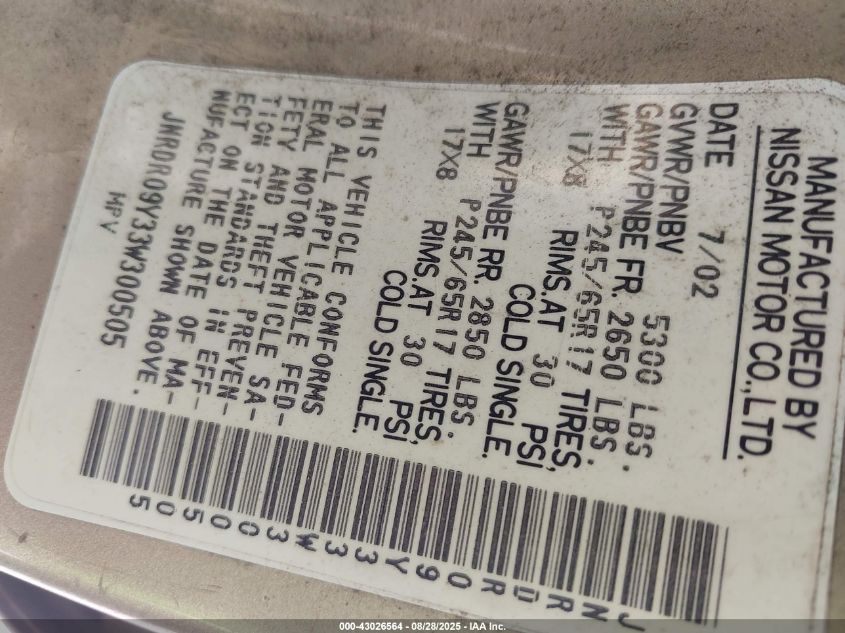 MANUFACTURED BY
NISSAN MOTOR CO.,LTD.
DATE 7/02
GVWR/PNBV 5300 LBS.
GAWR/PNBE FR. 2650 LBS.
WITH P245/65R17 TIRES,
17X8 RIMS.AT 30 PSI
COLD SINGLE.
GAWR/PNBE RR. 2850 LBS.
WITH P245/65R17 TIRES,
17X8 RIMS.AT 30 PSI
COLD SINGLE.
THIS VEHICLE CONFORMS
TO ALL APPLICABLE FED-
ERAL MOTOR VEHICLE SA-
FETY AND THEFT PREVEN-
TION STANDARDS IN EFF-
ECT ON THE DATE OF MA-
NUFACTURE SHOWN ABOVE.
JNRDR09Y33W300505
MPV
JNRDR09Y33W300505
000-43026564 - 08/28/2025 - IAA Inc.